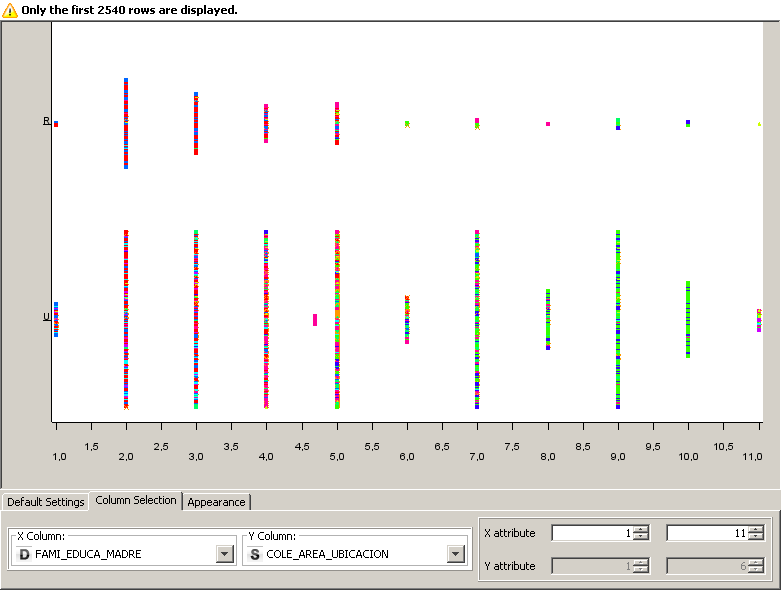 Only the first 2540 rows are displayed.
R
U
1,5 2,5 3,5 4,5 5,5 6,5 7,5 8,5 9,5 10,5
1,0 2,0 3,0 4,0 5,0 6,0 7,0 8,0 9,0 10,0 11,0
Default Settings Column Selection Appearance
X Column: Y Column:
D FAMI_EDUCA_MADRE S COLE_AREA_UBICACION
X attribute 1 11
Y attribute 1 6